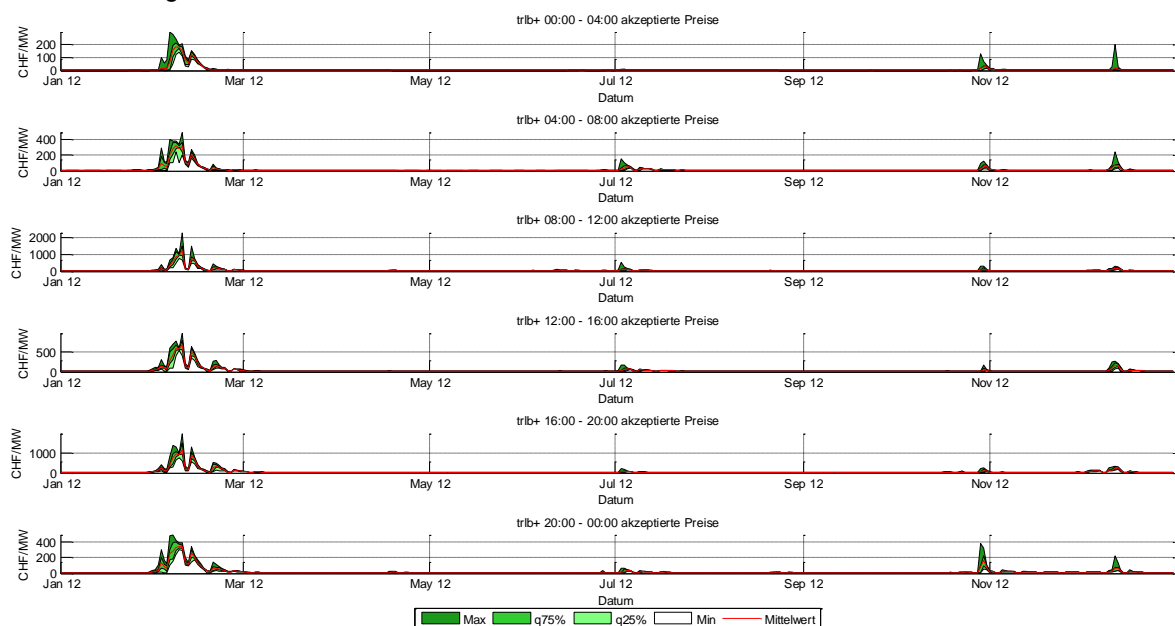 trlb+ 00:00 - 04:00 akzeptierte Preise
CHF/MW
200
100
0
Jan 12 Mar 12 May 12 Jul 12 Sep 12 Nov 12
Datum
trlb+ 04:00 - 08:00 akzeptierte Preise
CHF/MW
400
200
0
Jan 12 Mar 12 May 12 Jul 12 Sep 12 Nov 12
Datum
trlb+ 08:00 - 12:00 akzeptierte Preise
CHF/MW
2000
1000
0
Jan 12 Mar 12 May 12 Jul 12 Sep 12 Nov 12
Datum
trlb+ 12:00 - 16:00 akzeptierte Preise
CHF/MW
500
0
Jan 12 Mar 12 May 12 Jul 12 Sep 12 Nov 12
Datum
trlb+ 16:00 - 20:00 akzeptierte Preise
CHF/MW
1000
0
Jan 12 Mar 12 May 12 Jul 12 Sep 12 Nov 12
Datum
trlb+ 20:00 - 00:00 akzeptierte Preise
CHF/MW
400
200
0
Jan 12 Mar 12 May 12 Jul 12 Sep 12 Nov 12
Datum
Max q75% q25% Min Mittelwert